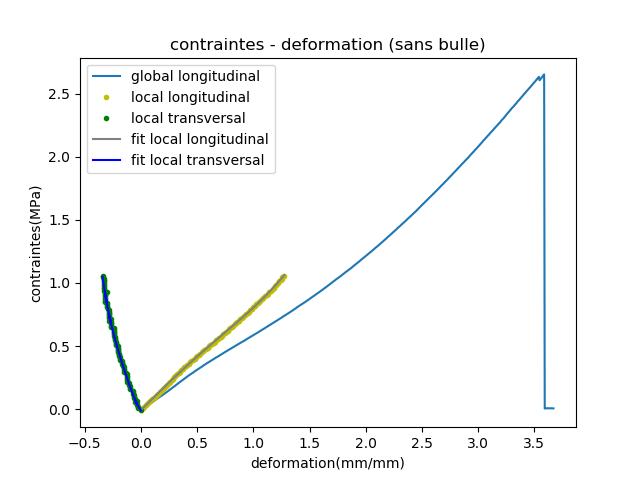 contraintes - deformation (sans bulle)
global longitudinal
local longitudinal
local transversal
fit local longitudinal
fit local transversal
contraintes(MPa)
2.5
2.0
1.5
1.0
0.5
0.0
−0.5 0.0 0.5 1.0 1.5 2.0 2.5 3.0 3.5
deformation(mm/mm)